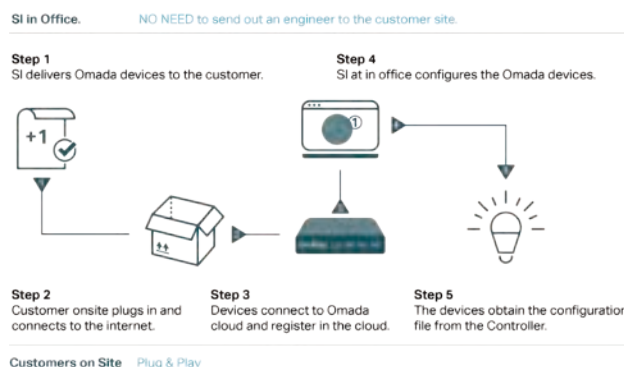 SI in Office. NO NEED to send out an engineer to the customer site.
Step 1
SI delivers Omada devices to the customer.
Step 4
SI at in office configures the Omada devices.
+1
1
Step 2
Customer onsite plugs in and
connects to the internet.
Step 3
Devices connect to Omada
cloud and register in the cloud.
Step 5
The devices obtain the configuration
file from the Controller.
Customers on Site Plug & Play